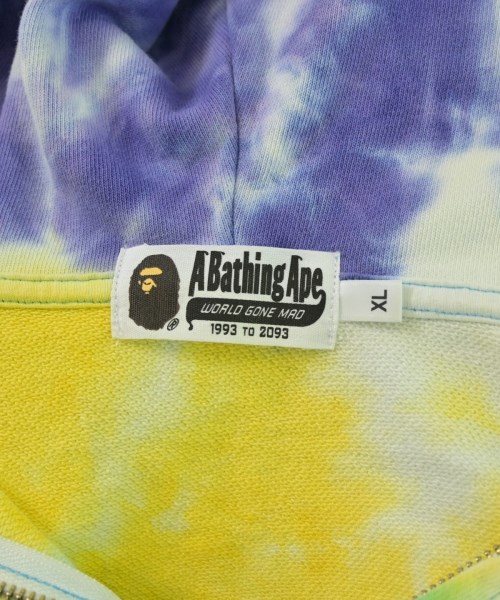 A Bathing Ape
®
WORLD GONE MAD
1993 TO 2093
XL